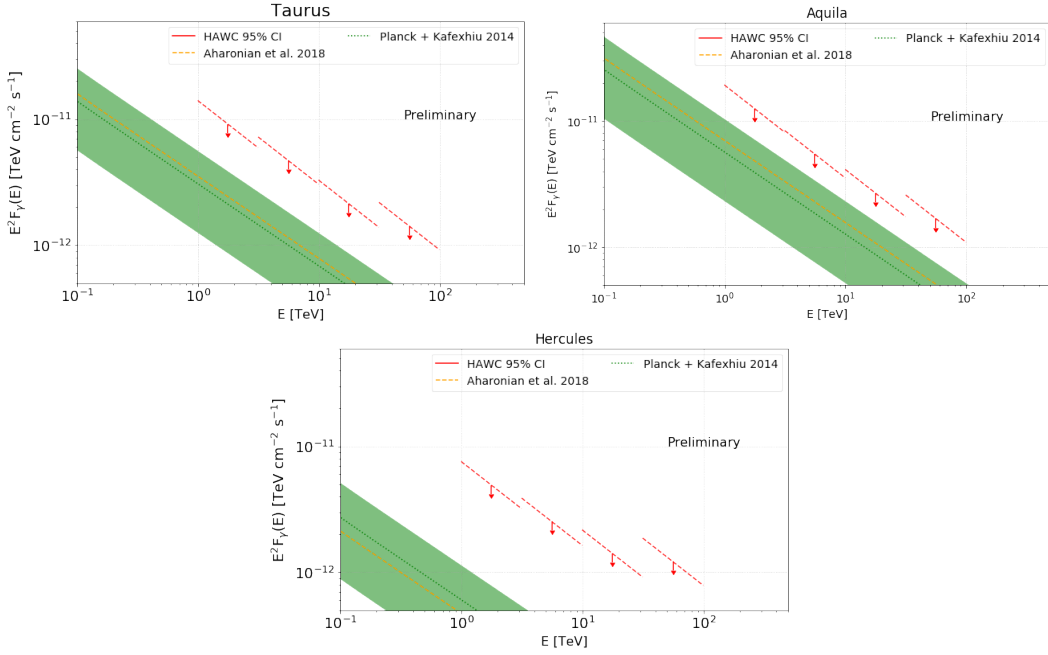 Taurus
HAWC 95% CI
Aharonian et al. 2018
Planck + Kafexhiu 2014
Preliminary
E²Fγ(E) [TeV cm⁻² s⁻¹]
10⁻¹¹
10⁻¹²
10⁻¹ 10⁰ 10¹ 10²
E [TeV]
Aquila
HAWC 95% CI
Aharonian et al. 2018
Planck + Kafexhiu 2014
Preliminary
E²Fγ(E) [TeV cm⁻² s⁻¹]
10⁻¹¹
10⁻¹²
10⁻¹ 10⁰ 10¹ 10²
E [TeV]
Hercules
HAWC 95% CI
Aharonian et al. 2018
Planck + Kafexhiu 2014
Preliminary
E²Fγ(E) [TeV cm⁻² s⁻¹]
10⁻¹¹
10⁻¹²
10⁻¹ 10⁰ 10¹ 10²
E [TeV]